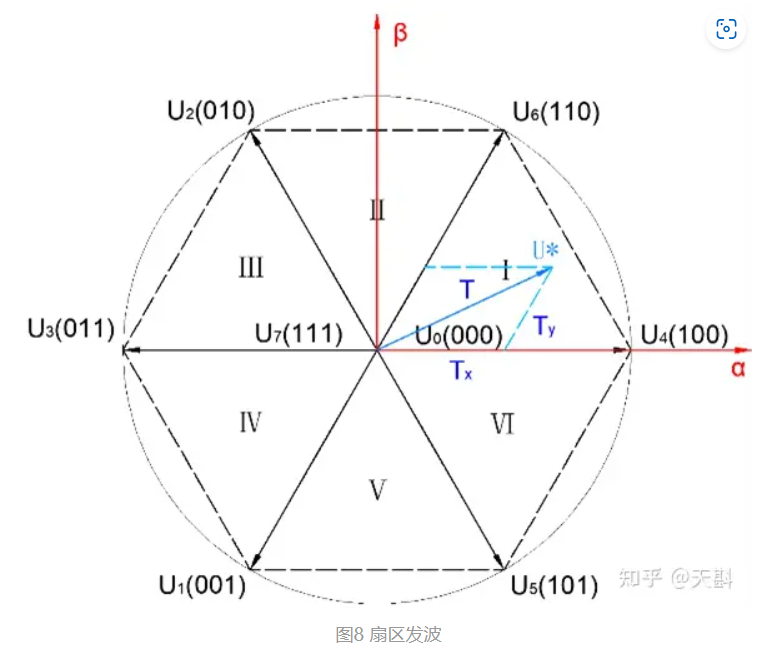 β
U₂(010)
U₆(110)
Ⅱ
U*
Ⅲ
Ⅰ
T
U₃(011)
U₇(111)
U₀(000)
Tᵧ
U₄(100)
Tₓ
α
Ⅳ
Ⅵ
Ⅴ
U₁(001)
U₅(101)
知乎 @天斟
图8 扇区发波